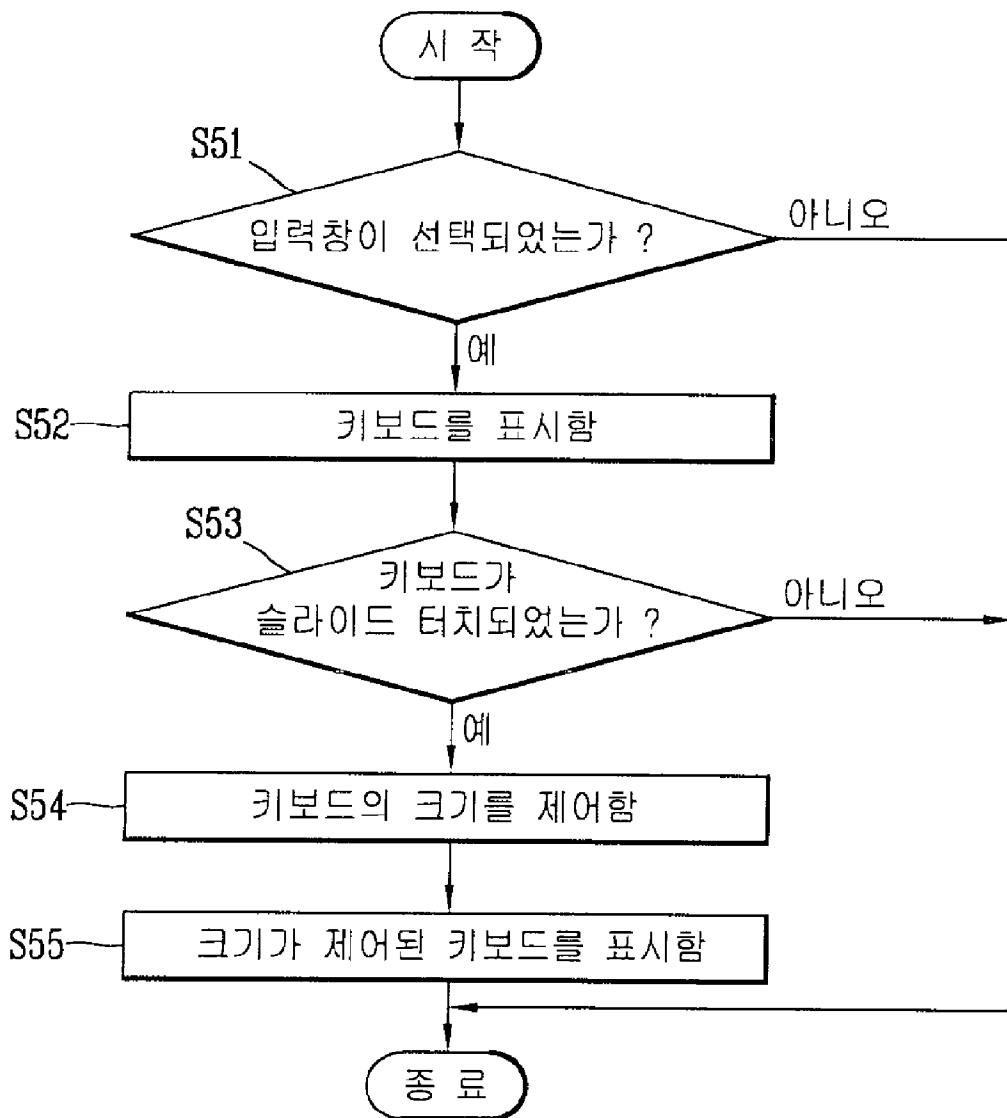 시 작
S51
입력창이 선택되었는가 ?
아니오
예
S52
키보드를 표시함
S53
키보드가
슬라이드 터치되었는가 ?
아니오
예
S54
키보드의 크기를 제어함
S55
크기가 제어된 키보드를 표시함
종 료